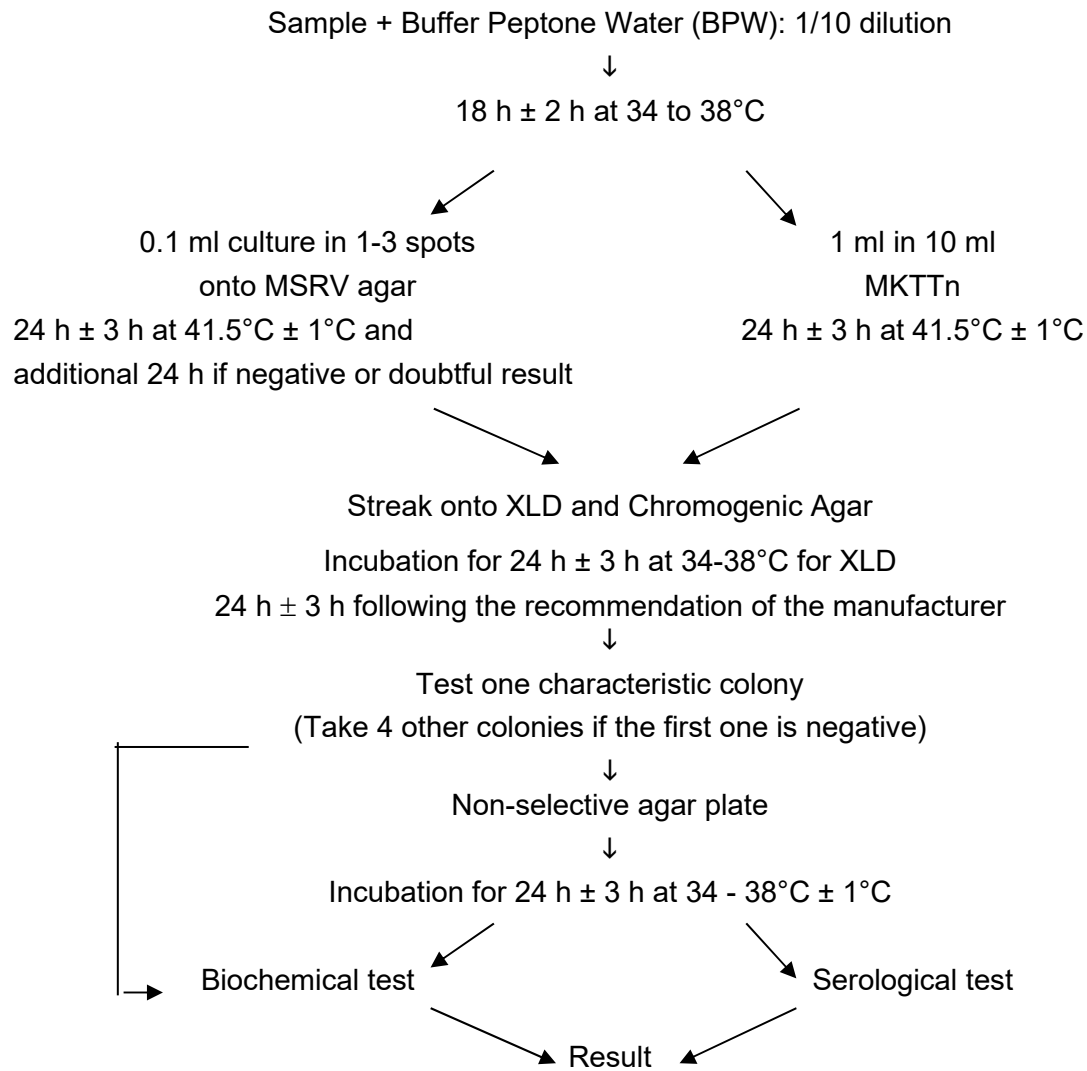 Sample + Buffer Peptone Water (BPW): 1/10 dilution
↓
18 h ± 2 h at 34 to 38°C
0.1 ml culture in 1-3 spots
onto MSRV agar
24 h ± 3 h at 41.5°C ± 1°C and
additional 24 h if negative or doubtful result
1 ml in 10 ml
MKTTn
24 h ± 3 h at 41.5°C ± 1°C
Streak onto XLD and Chromogenic Agar
Incubation for 24 h ± 3 h at 34-38°C for XLD
24 h ± 3 h following the recommendation of the manufacturer
↓
Test one characteristic colony
(Take 4 other colonies if the first one is negative)
↓
Non-selective agar plate
↓
Incubation for 24 h ± 3 h at 34 - 38°C ± 1°C
Biochemical test
Serological test
Result